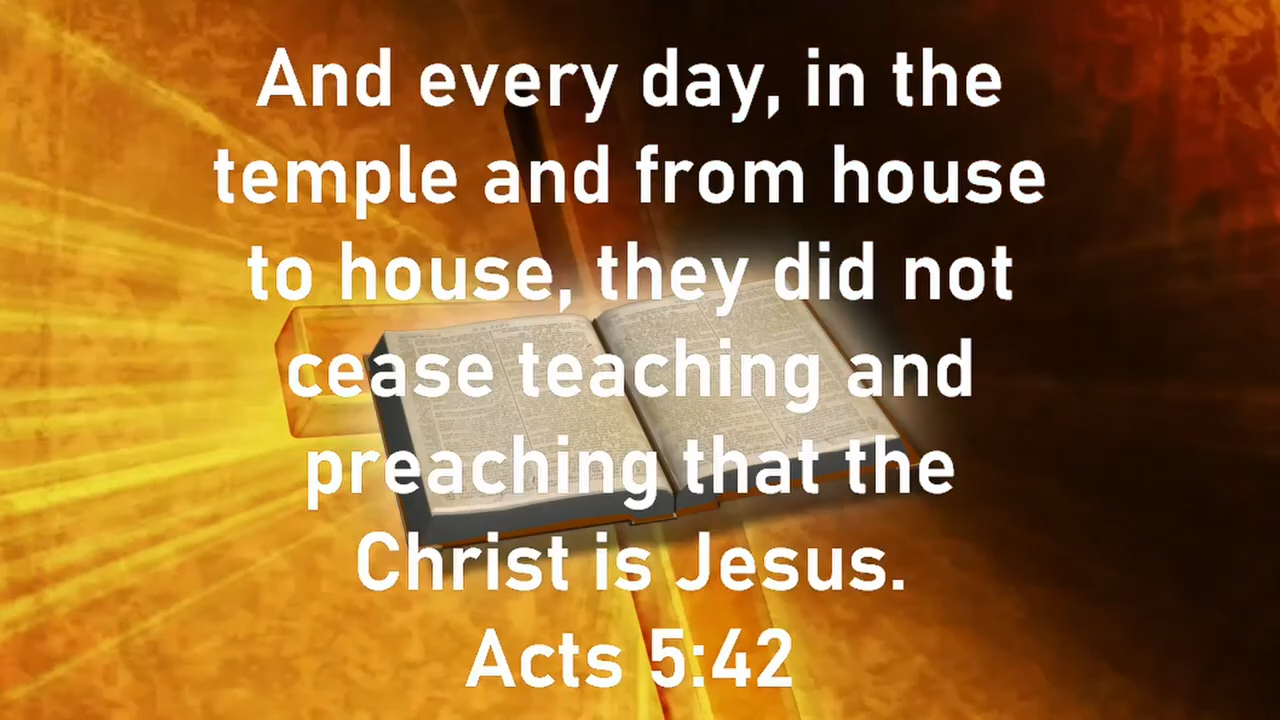 And every day, in the
temple and from house
to house, they did not
cease teaching and
preaching that the
Christ is Jesus.
Acts 5:42